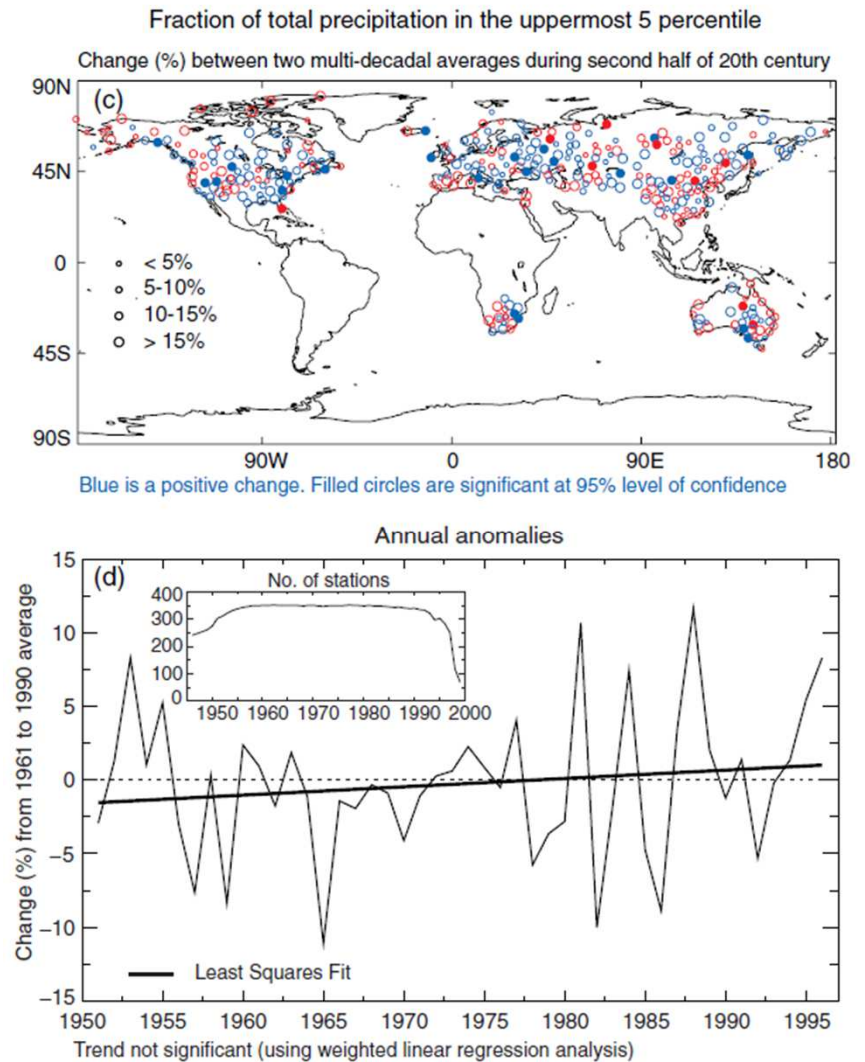 Fraction of total precipitation in the uppermost 5 percentile
Change (%) between two multi-decadal averages during second half of 20th century
90N
(c)
45N
0
< 5%
5-10%
10-15%
> 15%
45S
90S
90W 0 90E 180
Blue is a positive change. Filled circles are significant at 95% level of confidence
Annual anomalies
15
(d)
No. of stations
400
300
200
100
0
1950 1960 1970 1980 1990 2000
10
5
0
−5
−10
−15
Change (%) from 1961 to 1990 average
Least Squares Fit
1950 1955 1960 1965 1970 1975 1980 1985 1990 1995
Trend not significant (using weighted linear regression analysis)